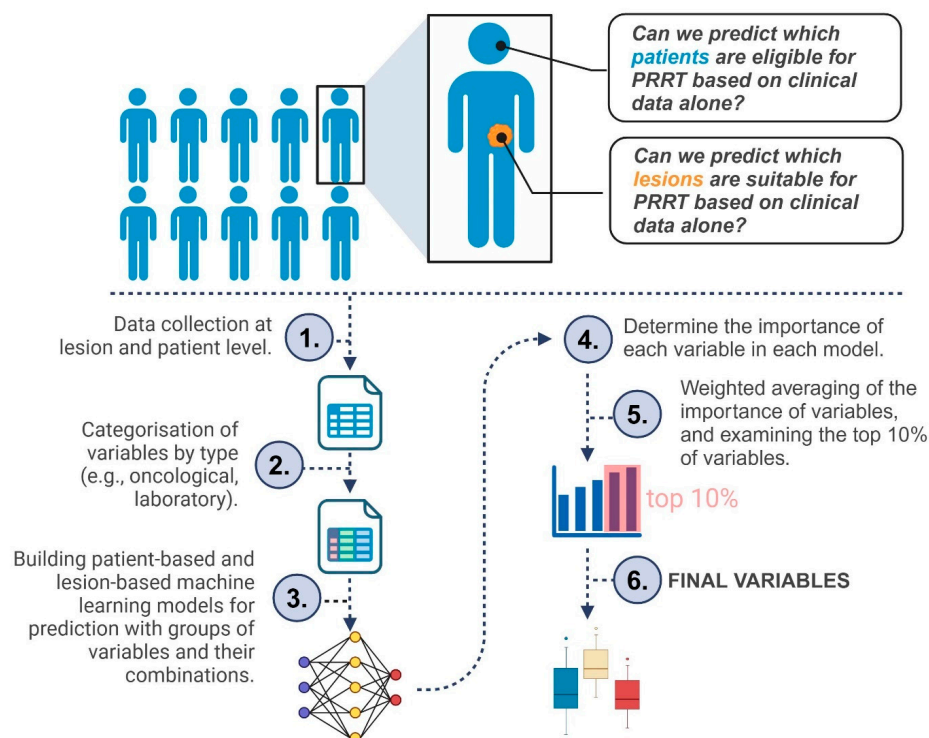 Can we predict which
patients are eligible for
PRRT based on clinical
data alone?
Can we predict which
lesions are suitable for
PRRT based on clinical
data alone?
Data collection at
lesion and patient level.
1.
Categorisation of
variables by type
(e.g., oncological,
laboratory).
2.
Building patient-based and
lesion-based machine
learning models for
prediction with groups of
variables and their
combinations.
3.
4.
Determine the importance of
each variable in each model.
5.
Weighted averaging of the
importance of variables,
and examining the top 10%
of variables.
top 10%
6.
FINAL VARIABLES